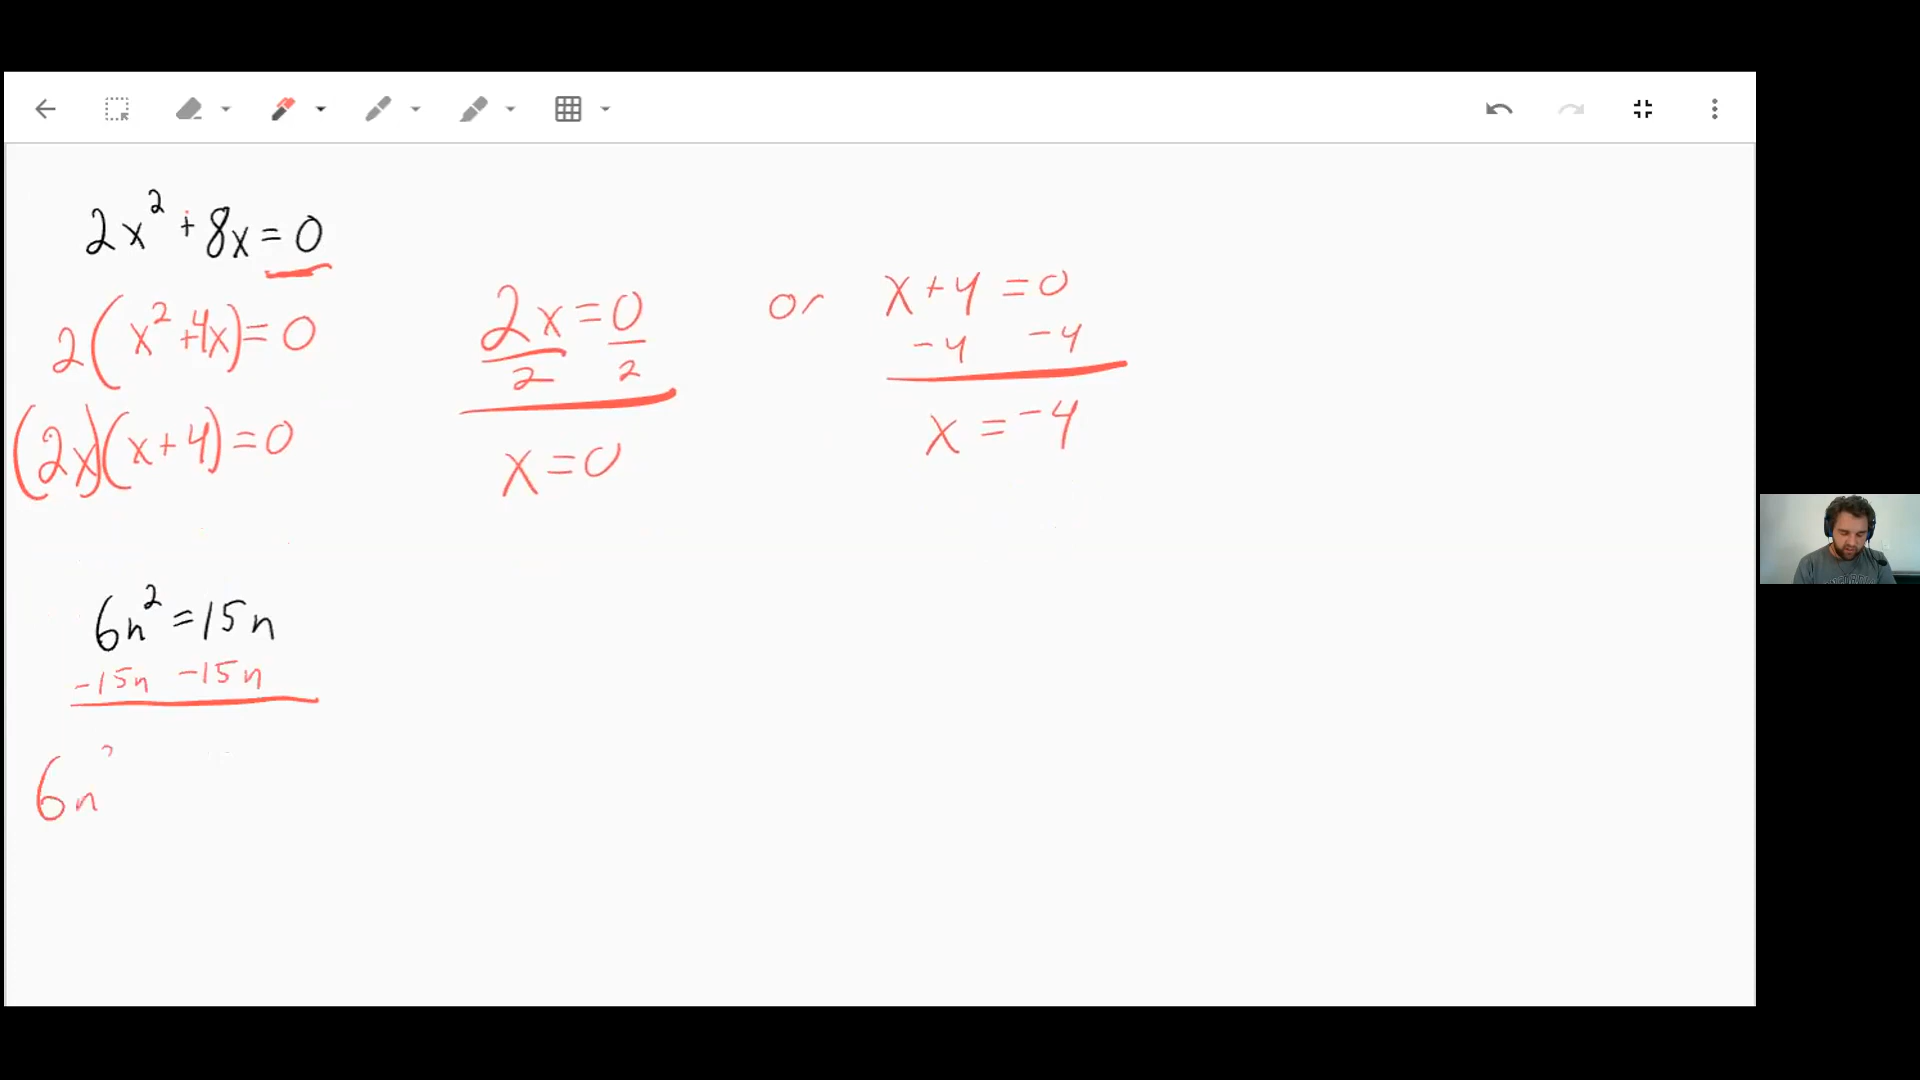 2x² + 8x = 0
2(x² + 4x) = 0
(2x)(x + 4) = 0
2x = 0
2 2
x = 0
or
x + 4 = 0
-4 -4
x = -4
6n² = 15n
-15n -15n
6n²